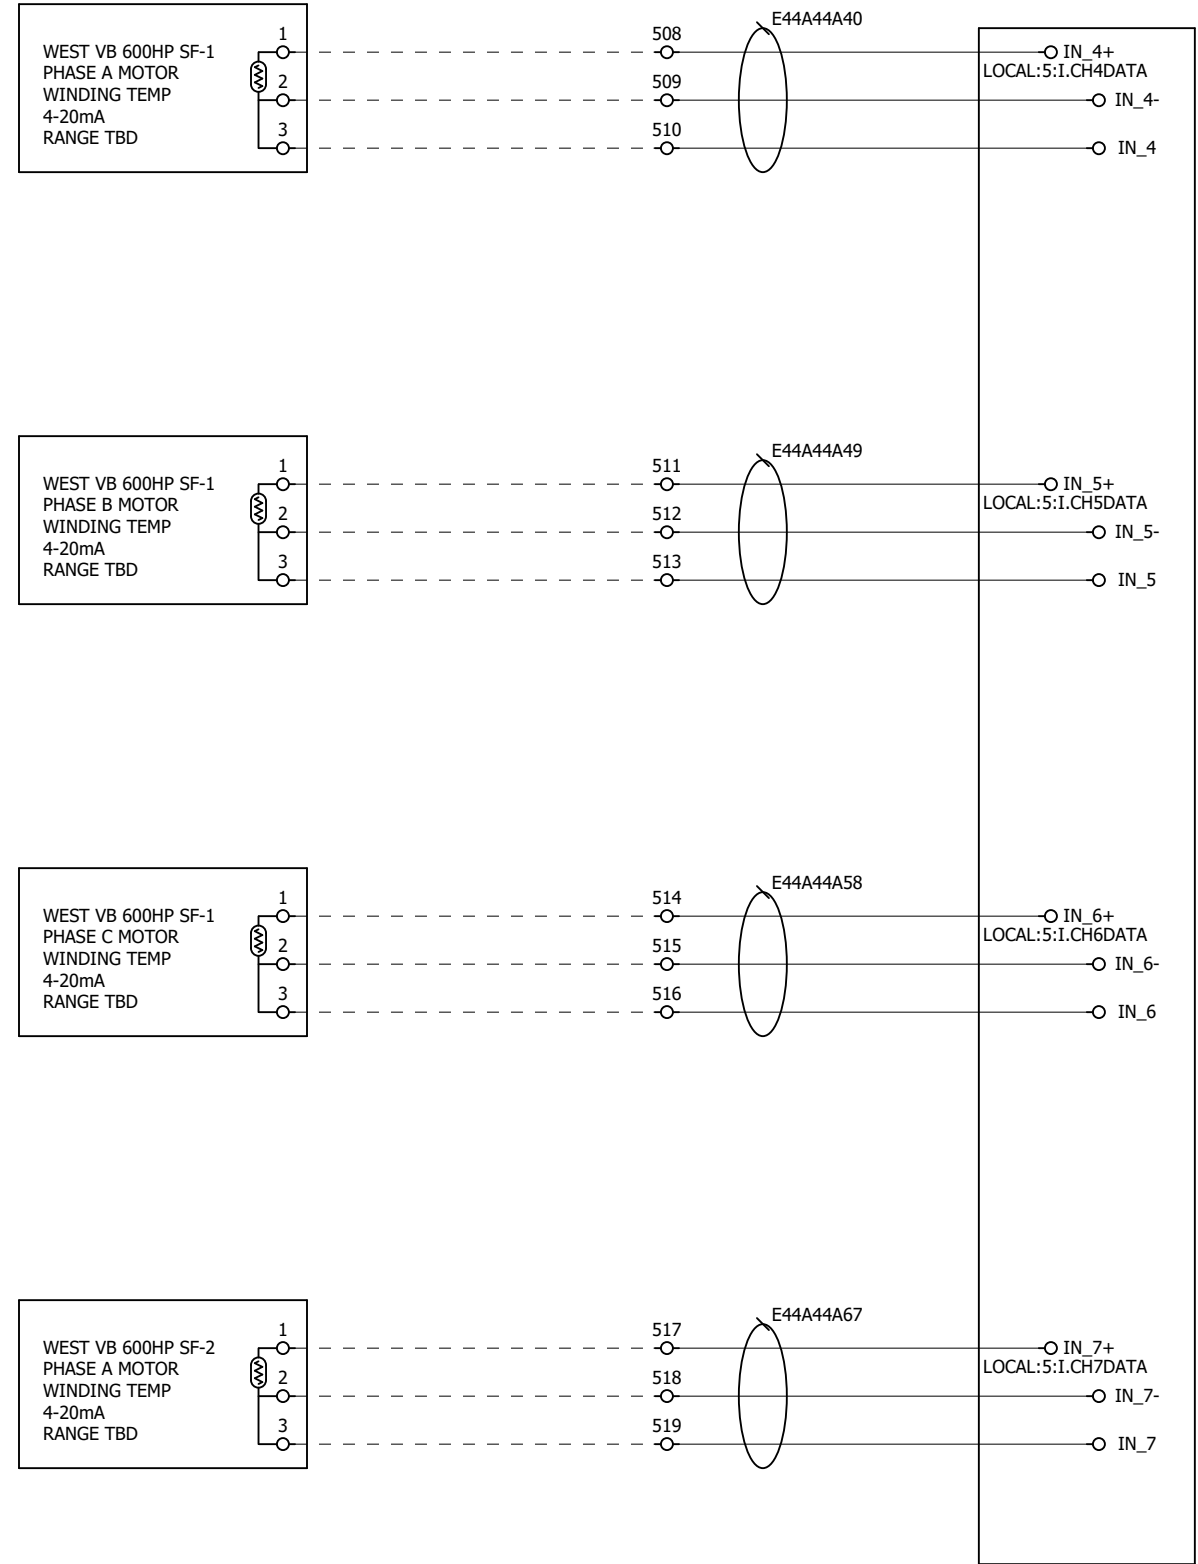 E44A44A40
WEST VB 600HP SF-1
PHASE A MOTOR
WINDING TEMP
4-20mA
RANGE TBD
1
2
3
508
509
510
IN_4+
LOCAL:5:I.CH4DATA
IN_4-
IN_4
E44A44A49
WEST VB 600HP SF-1
PHASE B MOTOR
WINDING TEMP
4-20mA
RANGE TBD
1
2
3
511
512
513
IN_5+
LOCAL:5:I.CH5DATA
IN_5-
IN_5
E44A44A58
WEST VB 600HP SF-1
PHASE C MOTOR
WINDING TEMP
4-20mA
RANGE TBD
1
2
3
514
515
516
IN_6+
LOCAL:5:I.CH6DATA
IN_6-
IN_6
E44A44A67
WEST VB 600HP SF-2
PHASE A MOTOR
WINDING TEMP
4-20mA
RANGE TBD
1
2
3
517
518
519
IN_7+
LOCAL:5:I.CH7DATA
IN_7-
IN_7